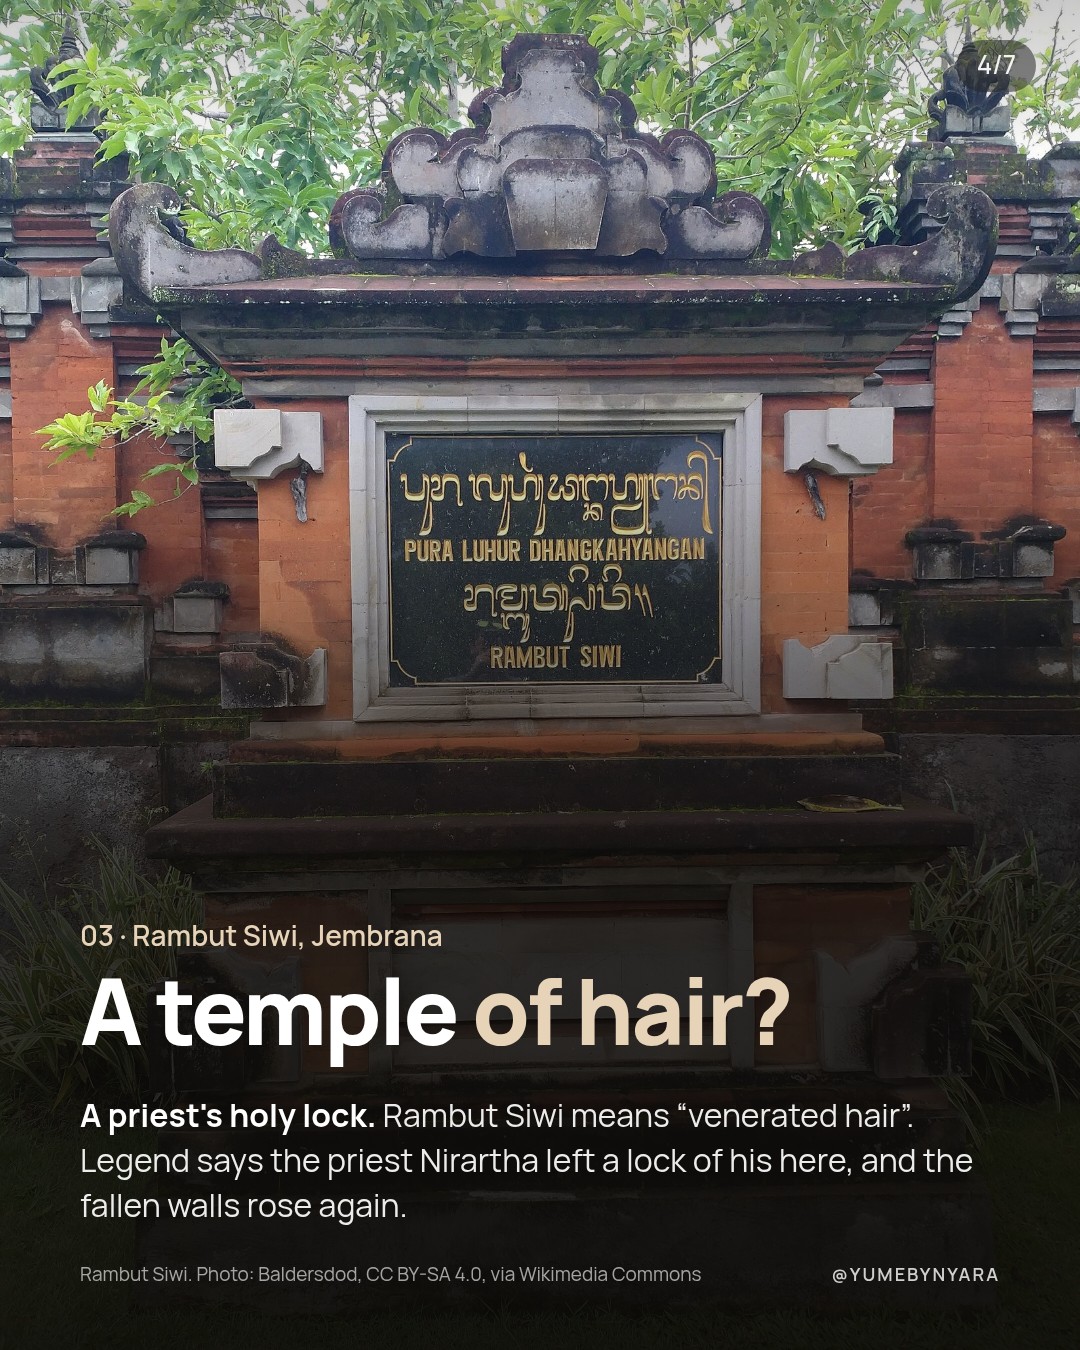 4/7
ᬧᬸᬭ ᬮᬸᬳᬸᬃ
PURA LUHUR DHANGKAHYANGAN
RAMBUT SIWI
03 · Rambut Siwi, Jembrana
A temple of hair?
A priest's holy lock. Rambut Siwi means “venerated hair”.
Legend says the priest Nirartha left a lock of his here, and the
fallen walls rose again.
Rambut Siwi. Photo: Baldersdod, CC BY-SA 4.0, via Wikimedia Commons
@YUMEBYNYARA